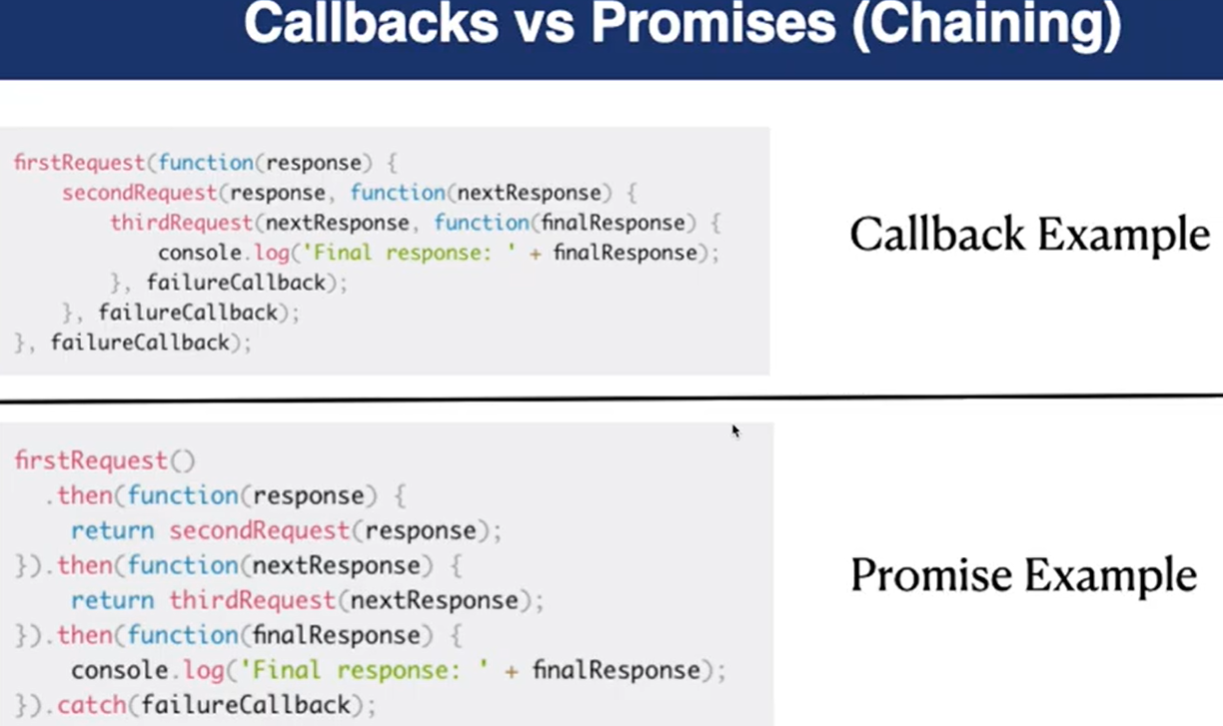 Callbacks vs Promises (Chaining)
firstRequest(function(response) {
    secondRequest(response, function(nextResponse) {
        thirdRequest(nextResponse, function(finalResponse) {
            console.log('Final response: ' + finalResponse);
        }, failureCallback);
    }, failureCallback);
}, failureCallback);
Callback Example
firstRequest()
  .then(function(response) {
    return secondRequest(response);
}).then(function(nextResponse) {
    return thirdRequest(nextResponse);
}).then(function(finalResponse) {
    console.log('Final response: ' + finalResponse);
}).catch(failureCallback);
Promise Example